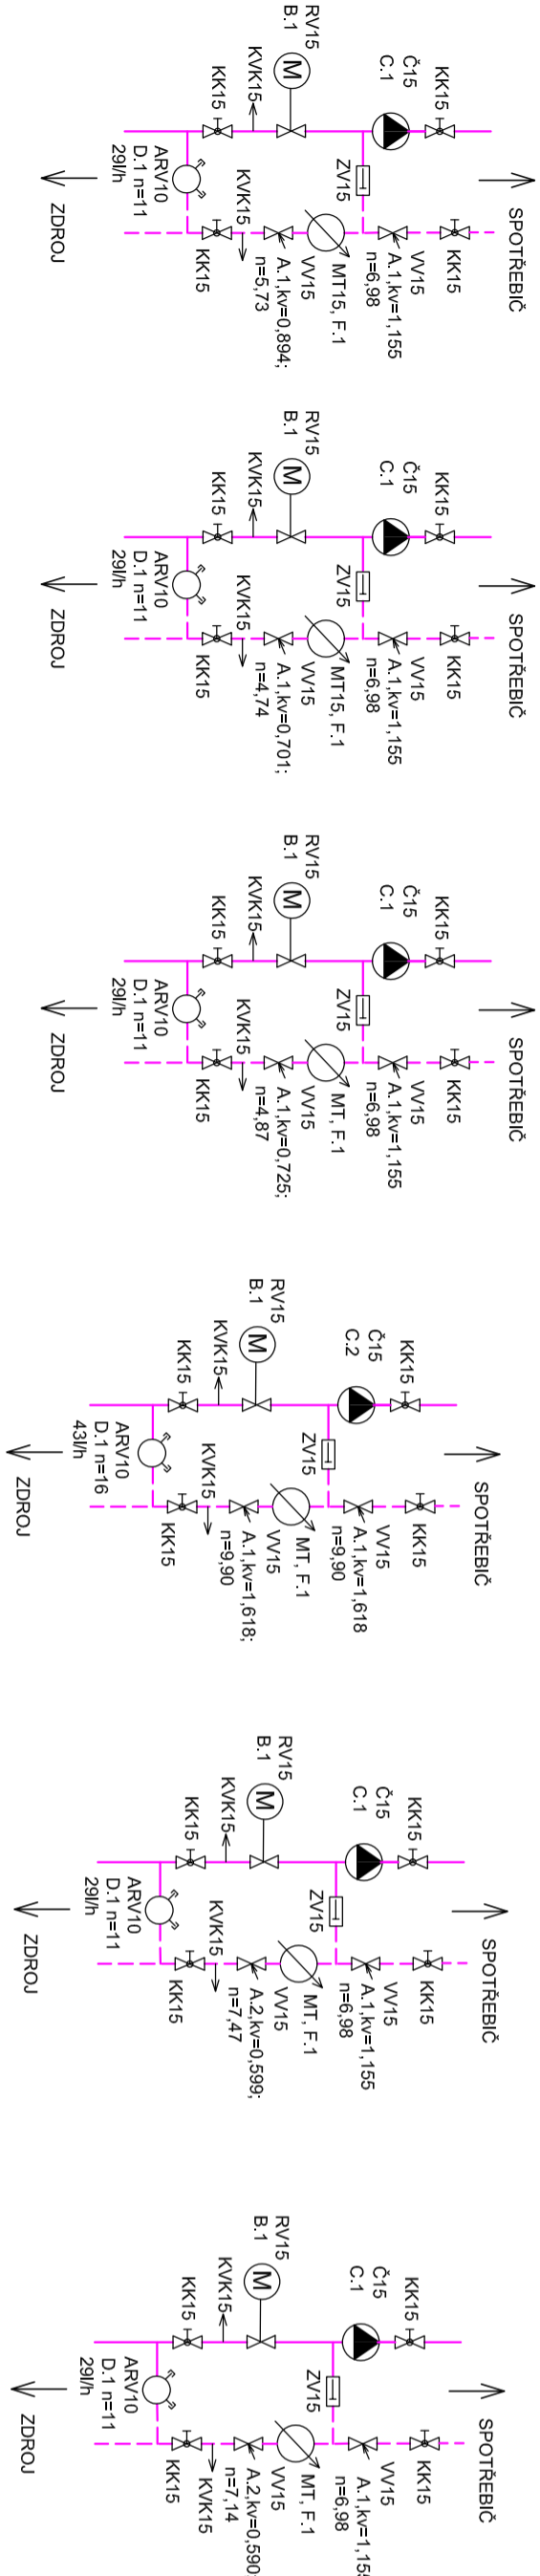 RV15
B.1
M
Č15
C.1
KK15
KK15
KVK15
ZV15
SPOTŘEBIČ
ARV10
D.1 n=11
29l/h
ZDROJ
KVK15
KK15
VV15
A.1,kv=0,894;
n=5,73
MT15, F.1
VV15
A.1,kv=1,155
n=6,98
KK15
RV15
B.1
M
Č15
C.1
KK15
KK15
KVK15
ZV15
SPOTŘEBIČ
ARV10
D.1 n=11
29l/h
ZDROJ
KVK15
KK15
VV15
A.1,kv=0,701;
n=4,74
MT15, F.1
VV15
A.1,kv=1,155
n=6,98
KK15
RV15
B.1
M
Č15
C.1
KK15
KK15
KVK15
ZV15
SPOTŘEBIČ
ARV10
D.1 n=11
29l/h
ZDROJ
KVK15
KK15
VV15
A.1,kv=0,725;
n=4,87
MT, F.1
VV15
A.1,kv=1,155
n=6,98
KK15
RV15
B.1
M
Č15
C.2
KK15
KK15
KVK15
ZV15
SPOTŘEBIČ
ARV10
D.1 n=16
43l/h
ZDROJ
KVK15
KK15
VV15
A.1,kv=1,618;
n=9,90
MT, F.1
VV15
A.1,kv=1,618
n=9,90
KK15
RV15
B.1
M
Č15
C.1
KK15
KK15
KVK15
ZV15
SPOTŘEBIČ
ARV10
D.1 n=11
29l/h
ZDROJ
KVK15
KK15
VV15
A.2,kv=0,599;
n=7,47
MT, F.1
VV15
A.1,kv=1,155
n=6,98
KK15
RV15
B.1
M
Č15
C.1
KK15
KK15
KVK15
ZV15
SPOTŘEBIČ
ARV10
D.1 n=11
29l/h
ZDROJ
KVK15
KK15
VV15
A.2,kv=0,590
n=7,14
MT, F.1
VV15
A.1,kv=1,155
n=6,98
KK15